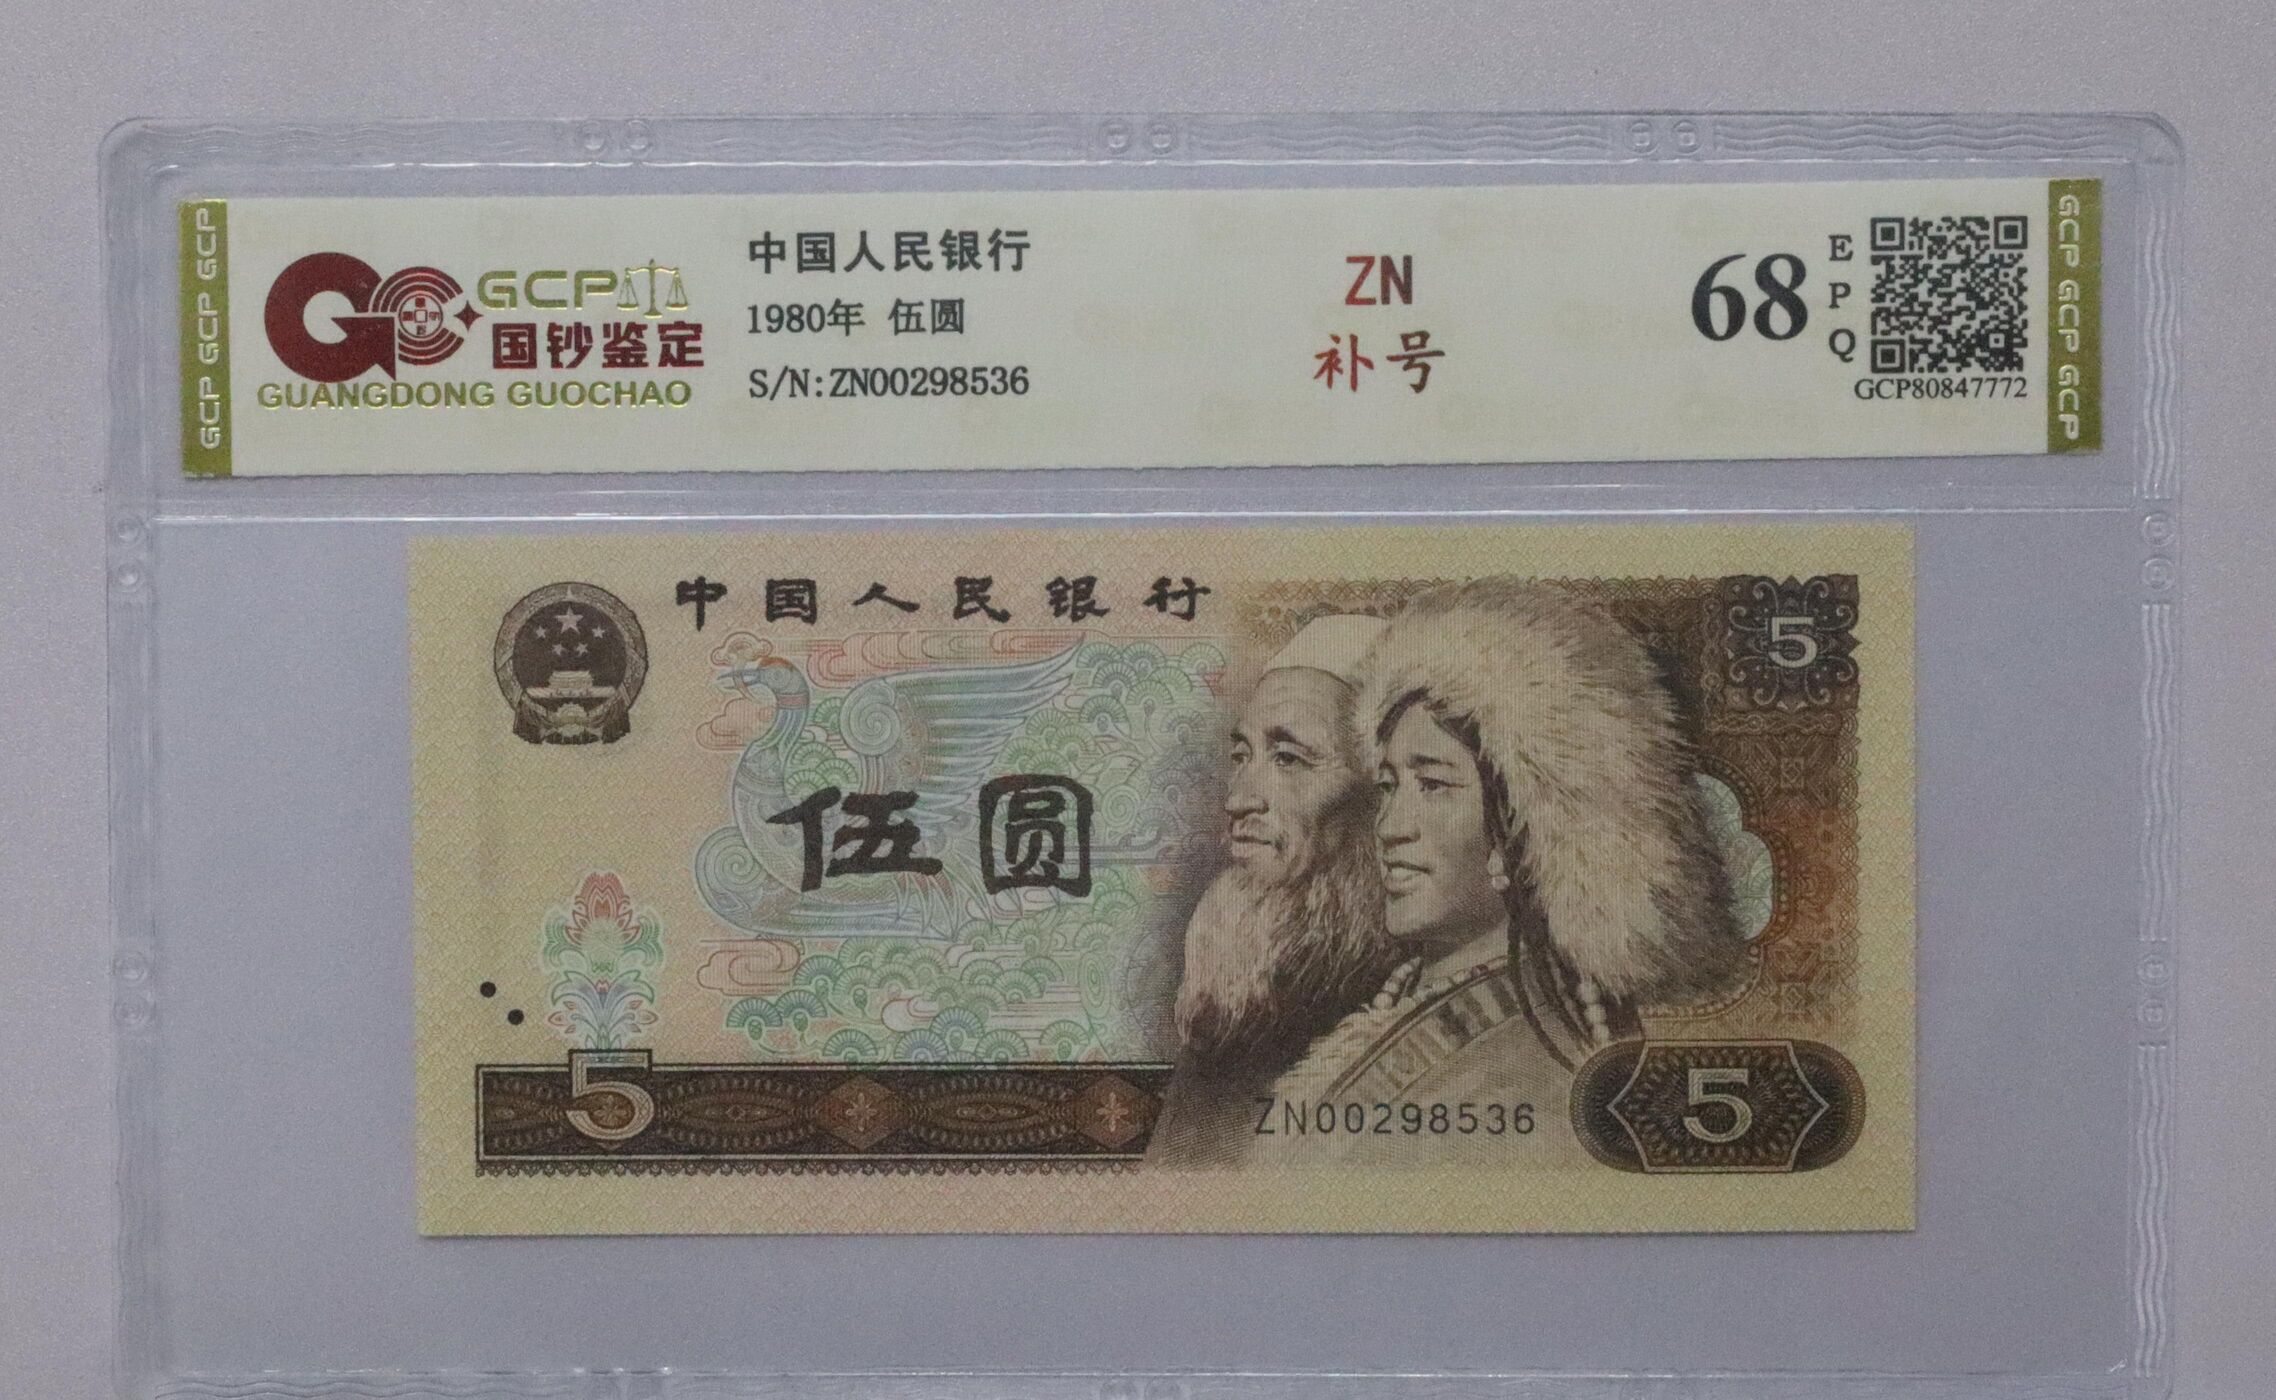 GCP GCP GCP
GCP
国钞鉴定
GUANGDONG GUOCHAO
中国人民银行
1980年 伍圆
S/N:ZN00298536
ZN
补号
68
EPQ
GCP80847772
GCP GCP GCP
中国人民银行
5
伍圆
5
ZN00298536
5